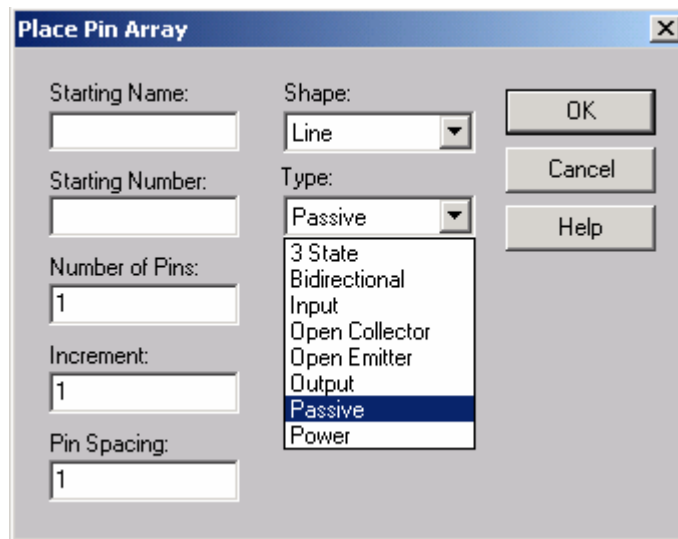 Place Pin Array
Starting Name:
Shape:
Line
OK
Starting Number:
Type:
Passive
Cancel
Help
Number of Pins:
1
3 State
Bidirectional
Input
Open Collector
Open Emitter
Output
Passive
Power
Increment:
1
Pin Spacing:
1